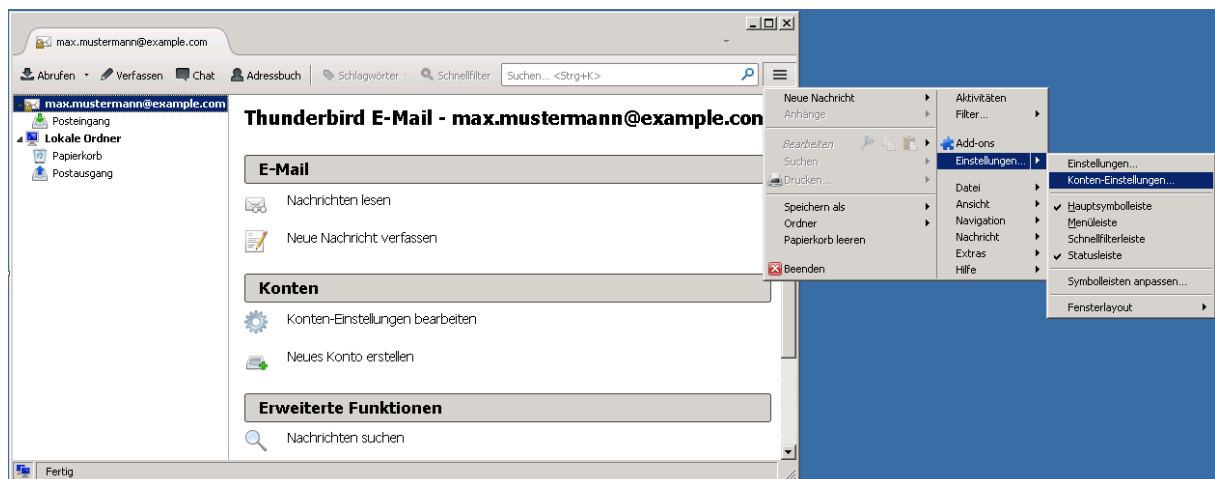 max.mustermann@example.com
Abrufen Verfassen Chat Adressbuch Schlagwörter Schnellfilter Suchen... <Strg+K>
max.mustermann@example.com
Posteingang
Lokale Ordner
Papierkorb
Postausgang
Thunderbird E-Mail - max.mustermann@example.con
E-Mail
Nachrichten lesen
Neue Nachricht verfassen
Konten
Konten-Einstellungen bearbeiten
Neues Konto erstellen
Erweiterte Funktionen
Nachrichten suchen
Fertig
Neue Nachricht
Anhänge
Bearbeiten
Suchen
Drucken...
Speichern als
Ordner
Papierkorb leeren
Beenden
Aktivitäten
Filter...
Add-ons
Einstellungen...
Datei
Ansicht
Navigation
Nachricht
Extras
Hilfe
Einstellungen...
Konten-Einstellungen...
Hauptsymbolleiste
Menüleiste
Schnellfilterleiste
Statusleiste
Symbolleisten anpassen...
Fensterlayout